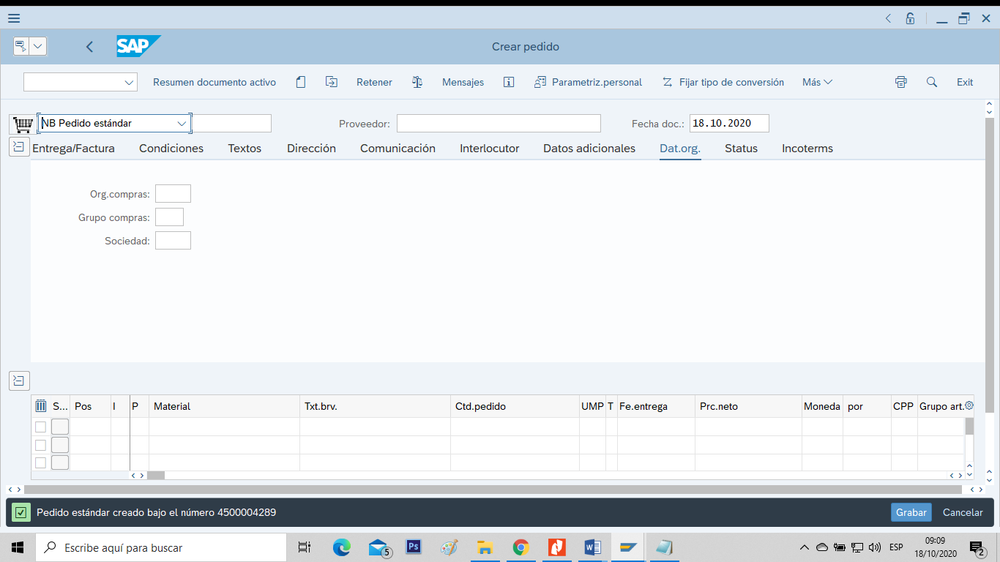 SAP
Crear pedido
Resumen documento activo Retener Mensajes Parametriz.personal Fijar tipo de conversión Más Exit
NB Pedido estándar Proveedor: Fecha doc.: 18.10.2020
Entrega/Factura Condiciones Textos Dirección Comunicación Interlocutor Datos adicionales Dat.org. Status Incoterms
Org.compras:
Grupo compras:
Sociedad:
S... Pos I P Material Txt.brv. Ctd.pedido UMP T Fe.entrega Prc.neto Moneda por CPP Grupo art.
Pedido estándar creado bajo el número 4500004289 Grabar Cancelar
Escribe aquí para buscar 5 Ps ESP 09:09
18/10/2020 2